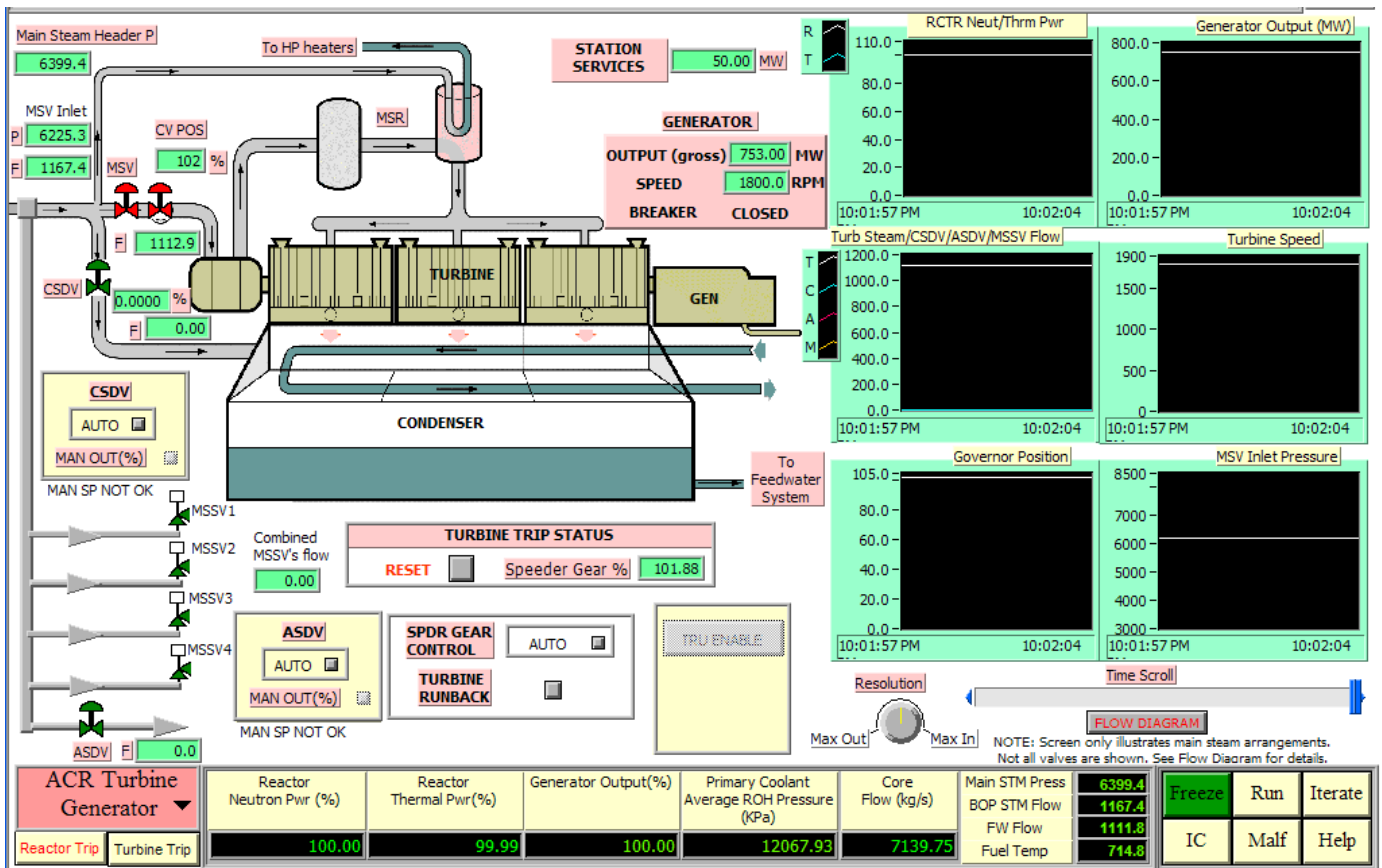 Main Steam Header P
6399.4
To HP heaters
STATION SERVICES
50.00 MW
MSV Inlet
P 6225.3
F 1167.4
MSV
CV POS
102 %
MSR
F 1112.9
GENERATOR
OUTPUT (gross) 753.00 MW
SPEED 1800.0 RPM
BREAKER CLOSED
CSDV
0.0000 %
F 0.00
TURBINE
GEN
CONDENSER
To
Feedwater
System
CSDV
AUTO
MAN OUT(%)
MAN SP NOT OK
MSSV1
MSSV2
MSSV3
MSSV4
Combined
MSSV's flow
0.00
TURBINE TRIP STATUS
RESET
Speeder Gear % 101.88
ASDV
AUTO
MAN OUT(%)
MAN SP NOT OK
SPDR GEAR
CONTROL
AUTO
TURBINE
RUNBACK
TRU ENABLE
ASDV F 0.0
RCTR Neut/Thrm Pwr
R
T
110.0
80.0
60.0
40.0
20.0
0.0
10:01:57 PM 10:02:04
Generator Output (MW)
800.0
600.0
400.0
200.0
0.0
10:01:57 PM 10:02:04
Turb Steam/CSDV/ASDV/MSSV Flow
T
C
A
M
1200.0
1000.0
800.0
600.0
400.0
200.0
0.0
10:01:57 PM 10:02:04
Turbine Speed
1900
1500
1000
500
0
10:01:57 PM 10:02:04
Governor Position
105.0
80.0
60.0
40.0
20.0
0.0
10:01:57 PM 10:02:04
MSV Inlet Pressure
8500
7000
6000
5000
4000
3000
10:01:57 PM 10:02:04
Resolution
Max Out
Max In
Time Scroll
FLOW DIAGRAM
NOTE: Screen only illustrates main steam arrangements.
Not all valves are shown. See Flow Diagram for details.
ACR Turbine
Generator
Reactor Trip
Turbine Trip
Reactor
Neutron Pwr (%)
100.00
Reactor
Thermal Pwr(%)
99.99
Generator Output(%)
100.00
Primary Coolant
Average ROH Pressure
(KPa)
12067.93
Core
Flow (kg/s)
7139.75
Main STM Press 6399.4
BOP STM Flow 1167.4
FW Flow 1111.8
Fuel Temp 714.8
Freeze
Run
Iterate
IC
Malf
Help